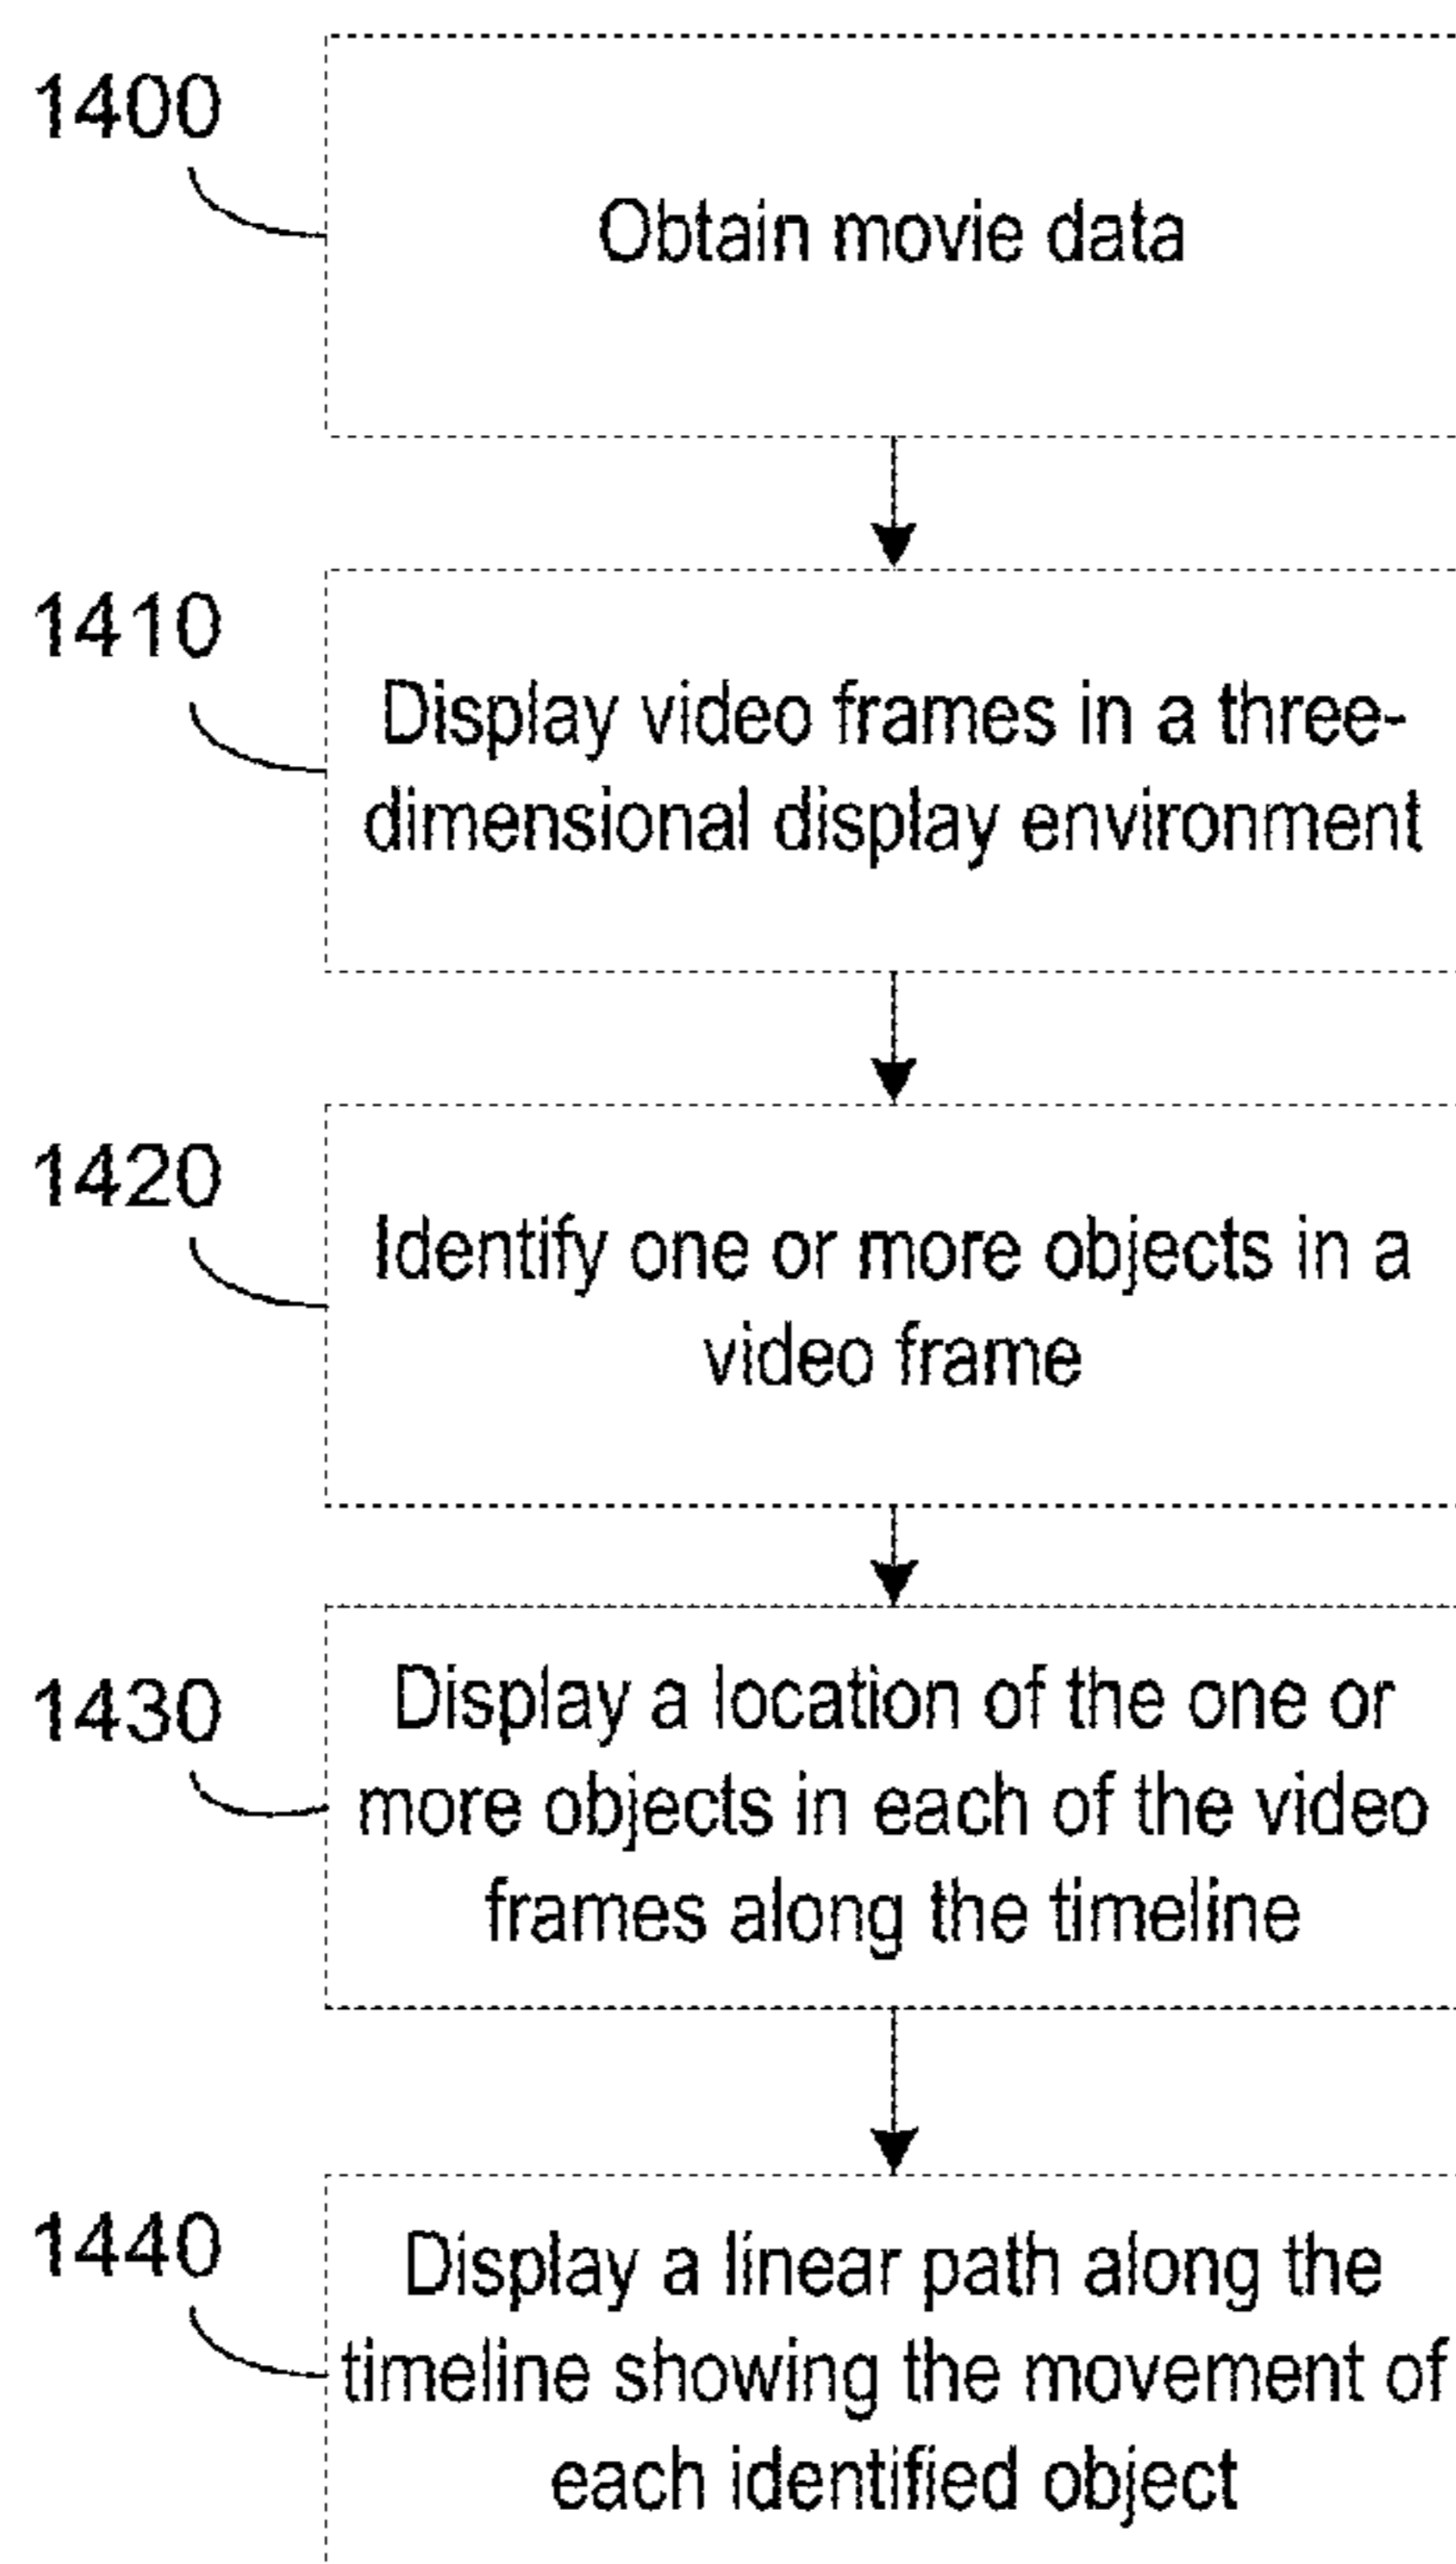 1400
Obtain movie data
1410
Display video frames in a three-
dimensional display environment
1420
Identify one or more objects in a
video frame
1430
Display a location of the one or
more objects in each of the video
frames along the timeline
1440
Display a linear path along the
timeline showing the movement of
each identified object